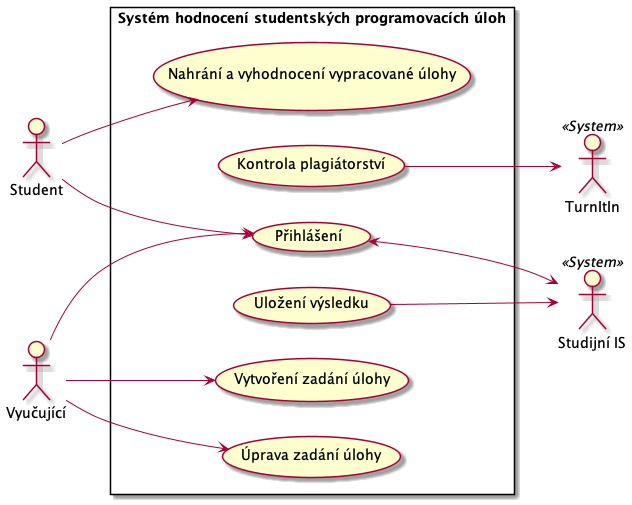 Systém hodnocení studentských programovacích úloh
Nahrání a vyhodnocení vypracované úlohy
Student
Kontrola plagiátorství
«System»
TurnItIn
Přihlášení
«System»
Studijní IS
Uložení výsledku
Vyučující
Vytvoření zadání úlohy
Úprava zadání úlohy